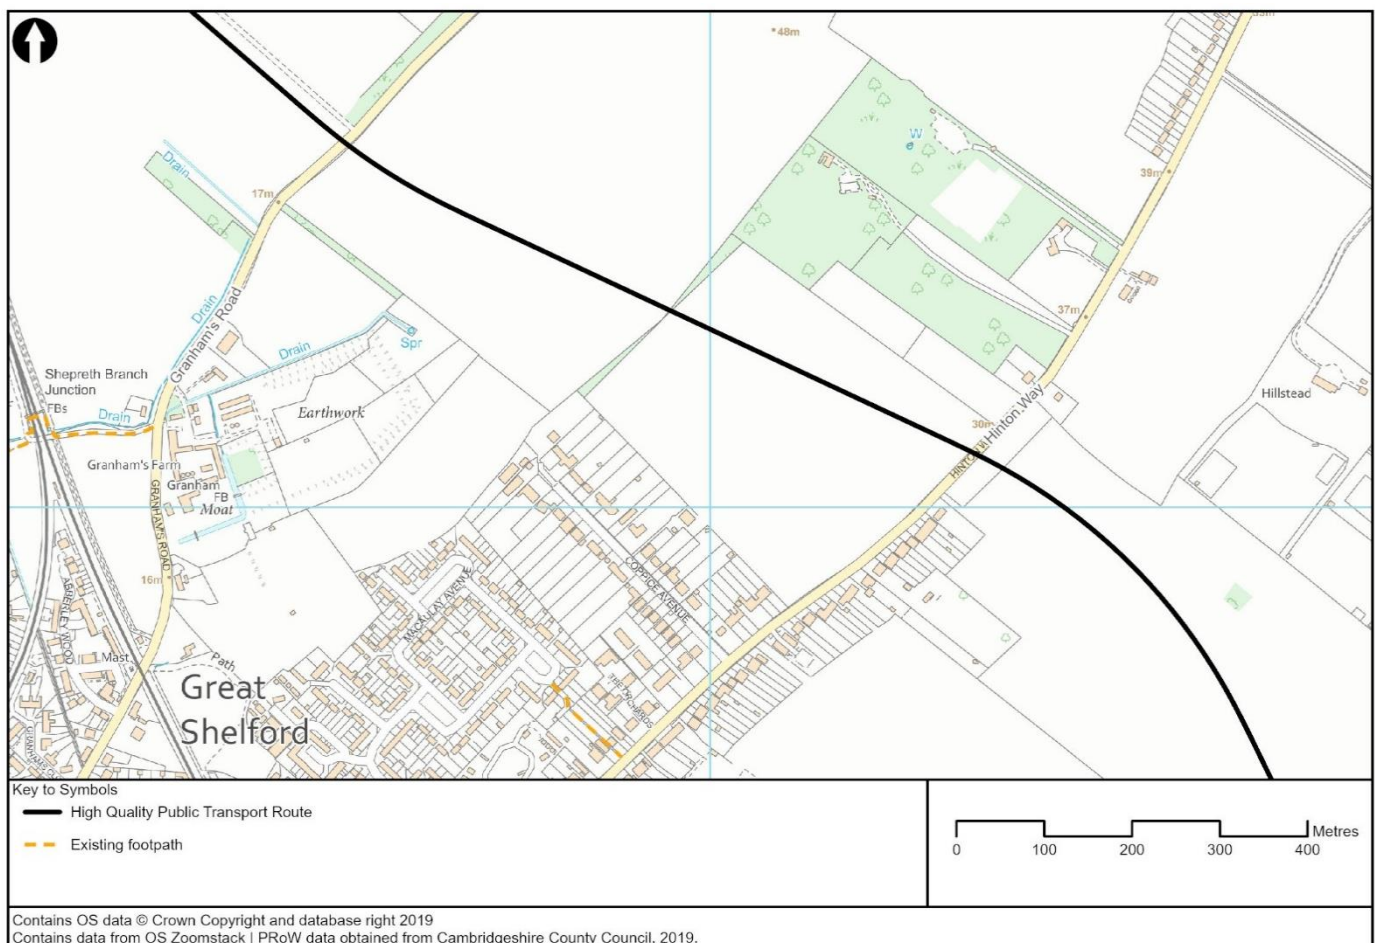 48m
33m
Drain
W
17m
39m
Drain
Granham's Road
37m
Drain
Spr
Shepreth Branch
Junction
FBs
Drain
Earthwork
Hillstead
30m
Hinton Way
Granham's Farm
Granham
FB
Moat
GRANHAM'S ROAD
16m
MACAULAY AVENUE
COPPICE AVENUE
ABBERLEY WOOD
Mast
Path
Great
Shelford
Key to Symbols
High Quality Public Transport Route
Existing footpath
Metres
0 100 200 300 400
Contains OS data © Crown Copyright and database right 2019
Contains data from OS Zoomstack | PRoW data obtained from Cambridgeshire County Council, 2019.